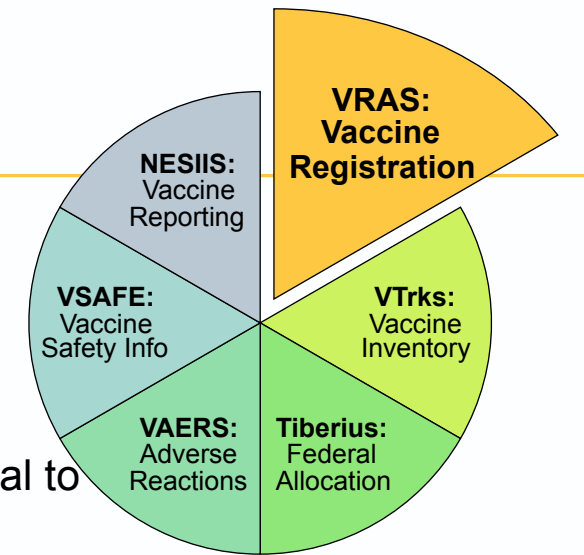 VRAS:
Vaccine
Registration
NESIIS:
Vaccine
Reporting
VSAFE:
Vaccine
Safety Info
VTrks:
Vaccine
Inventory
VAERS:
Adverse
Reactions
Tiberius:
Federal
Allocation
al to